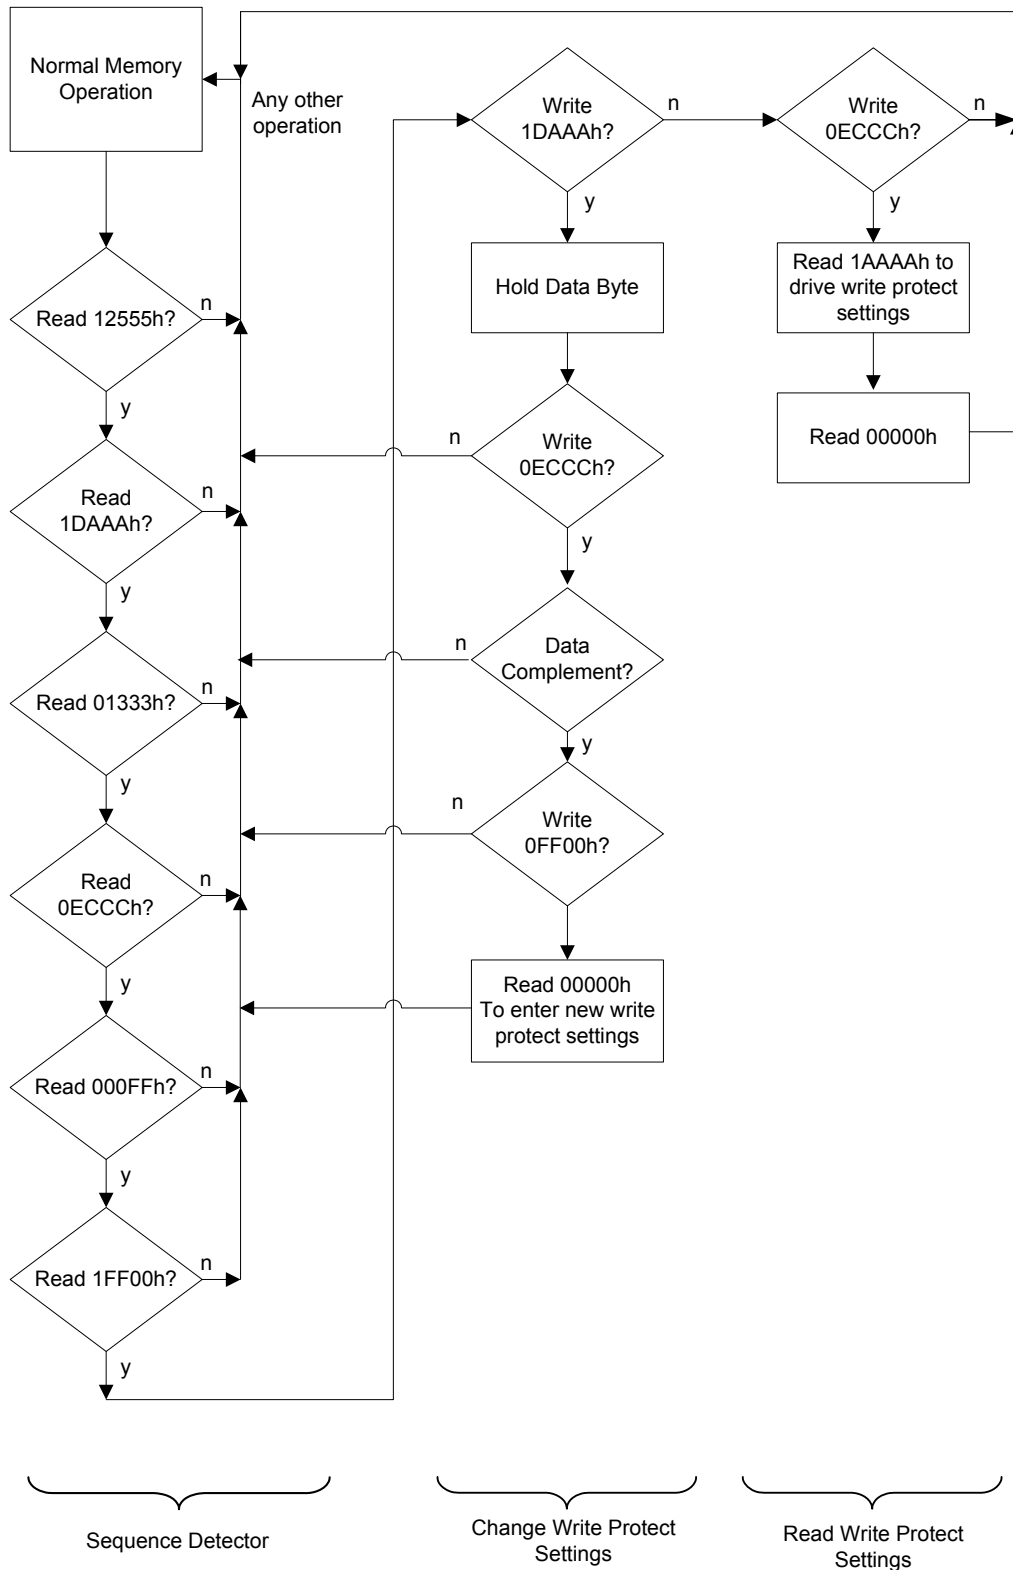 Normal Memory
Operation
Any other
operation
Read 12555h?
n
y
Read
1DAAAh?
n
y
Read 01333h?
n
y
Read
0ECCCh?
n
y
Read 000FFh?
n
y
Read 1FF00h?
n
y
Write
1DAAAh?
n
y
Hold Data Byte
Write
0ECCCh?
n
y
Data
Complement?
n
y
Write
0FF00h?
n
Read 00000h
To enter new write
protect settings
Write
0ECCCh?
n
y
Read 1AAAAh to
drive write protect
settings
Read 00000h
Sequence Detector
Change Write Protect
Settings
Read Write Protect
Settings